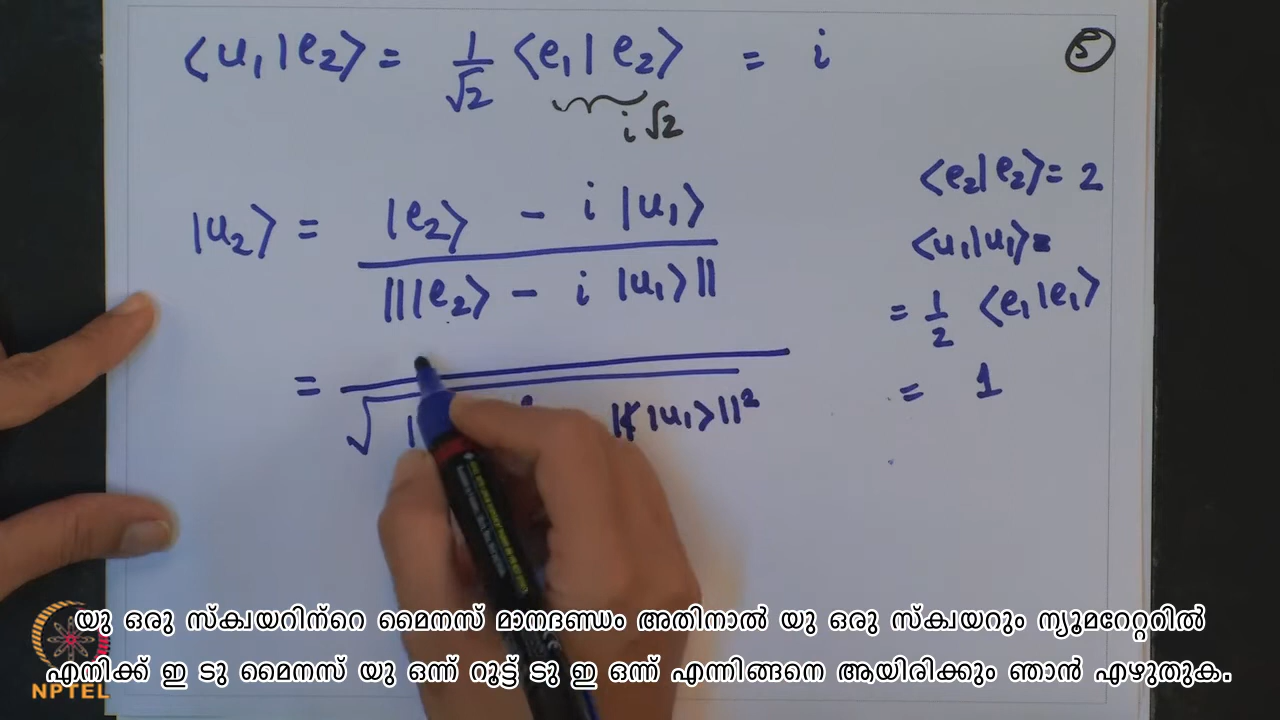 ⟨u₁|e₂⟩ = 1/√2 ⟨e₁|e₂⟩ = i
5
i√2
⟨e₂|e₂⟩ = 2
|u₂⟩ = |e₂⟩ - i |u₁⟩
⟨u₁|u₁⟩ =
|| |e₂⟩ - i |u₁⟩ ||
= 1/2 ⟨e₁|e₁⟩
=
|u₁⟩||²
= 1
യു ഒരു സ്ക്വയറിന്റെ മൈനസ് മാനദണ്ഡം അതിനാൽ യു ഒരു സ്ക്വയറും ന്യൂമറേറ്ററിൽ
എനിക്ക് ഇ ടു മൈനസ് യു ഒന്ന് റൂട്ട് ടു ഇ ഒന്ന് എന്നിങ്ങനെ ആയിരിക്കും ഞാൻ എഴുതുക.
NPTEL